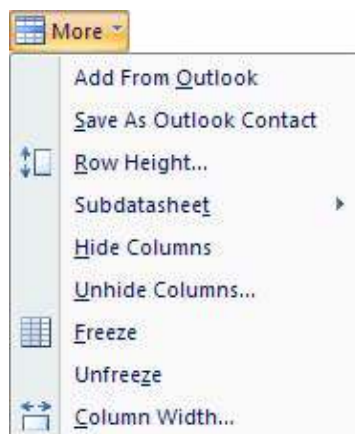 More
Add From Outlook
Save As Outlook Contact
Row Height...
Subdatasheet
Hide Columns
Unhide Columns...
Freeze
Unfreeze
Column Width...